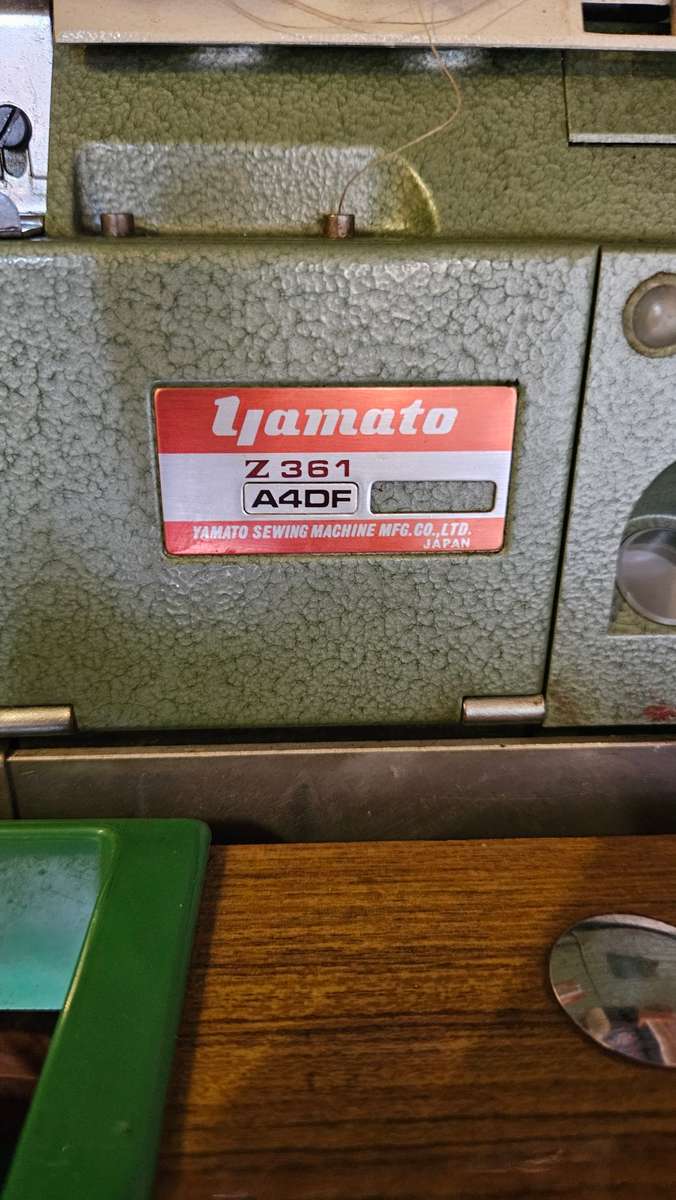 Yamato
Z 361
A4DF
YAMATO SEWING MACHINE MFG.CO.,LTD.
JAPAN